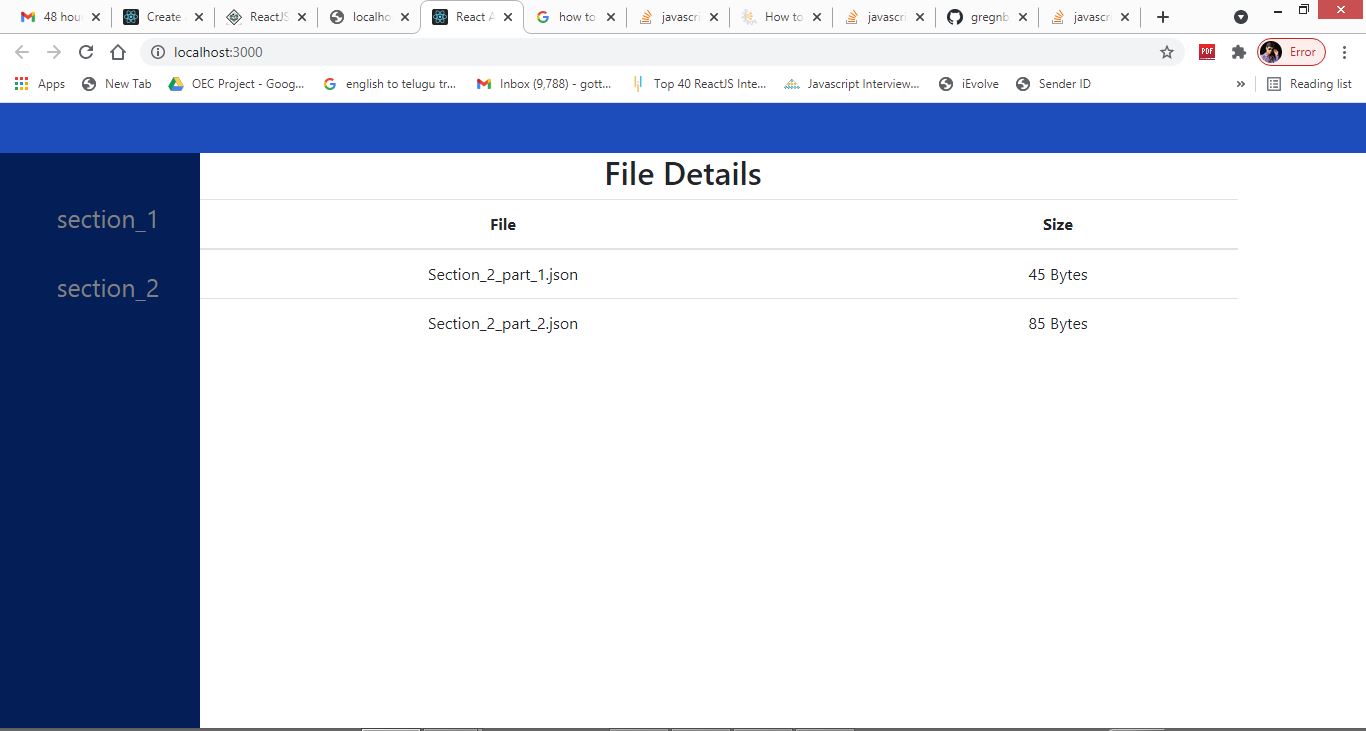 48 hou
Create
ReactJS
localho
React A
how to
javascri
How to
javascri
gregnb
javascri
localhost:3000
PDF
Error
Apps
New Tab
OEC Project - Goog...
english to telugu tr...
Inbox (9,788) - gott...
Top 40 ReactJS Inte...
Javascript Interview...
iEvolve
Sender ID
»
Reading list
section_1
section_2
File Details
File Size
Section_2_part_1.json 45 Bytes
Section_2_part_2.json 85 Bytes